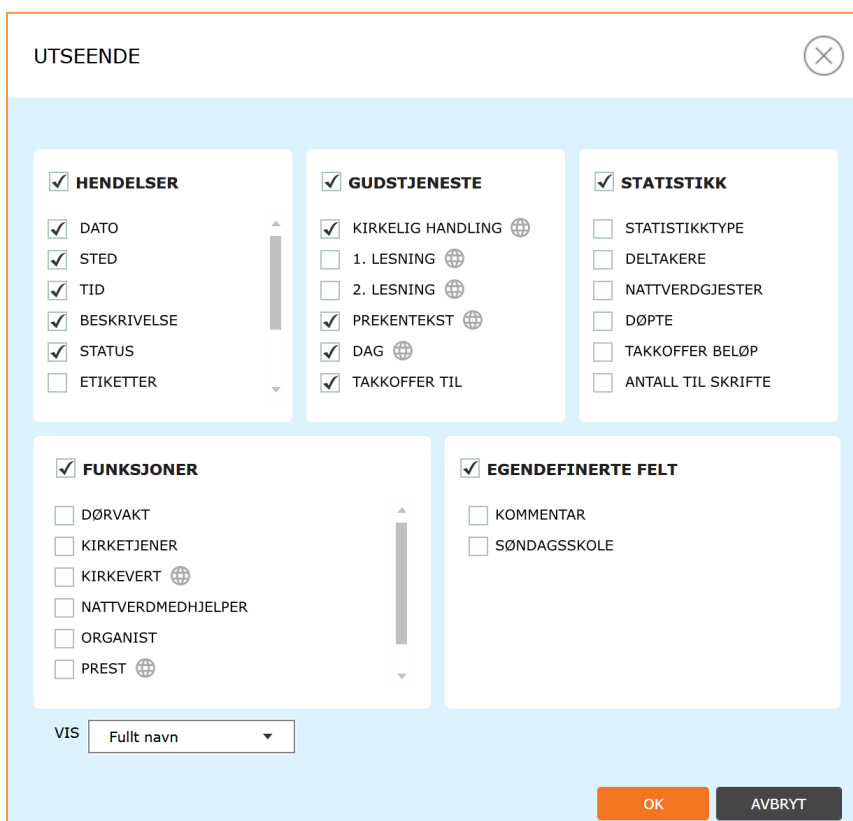 UTSEENDE
HENDELSER
DATO
STED
TID
BESKRIVELSE
STATUS
ETIKETTER
GUDSTJENESTE
KIRKELIG HANDLING
1. LESNING
2. LESNING
PREKENTEKST
DAG
TAKKOFFER TIL
STATISTIKK
STATISTIKKTYPE
DELTAKERE
NATTVERDGJESTER
DØPTE
TAKKOFFER BELØP
ANTALL TIL SKRIFTE
FUNKSJONER
DØRVAKT
KIRKETJENER
KIRKEVERT
NATTVERDMEDHJELPER
ORGANIST
PREST
EGENDEFINERTE FELT
KOMMENTAR
SØNDAGSSKOLE
VIS Fullt navn
OK AVBRYT